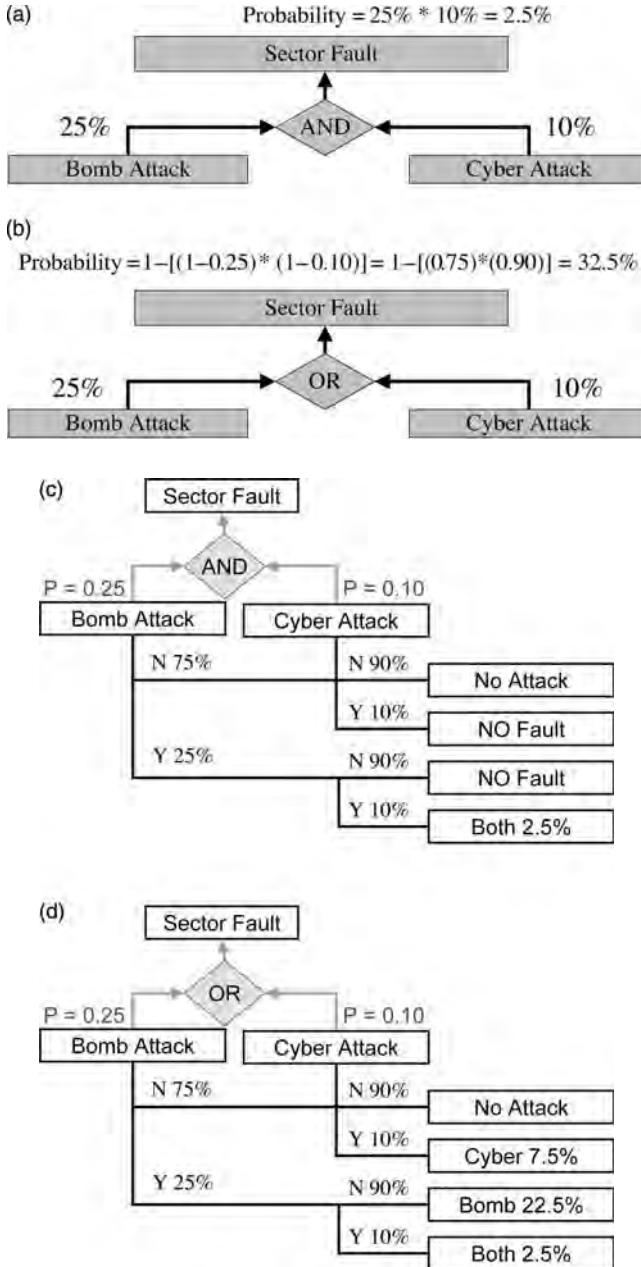 (a)
Probability = 25% * 10% = 2.5%
Sector Fault
25%
AND
10%
Bomb Attack
Cyber Attack
(b)
Probability = 1–[(1–0.25)* (1–0.10)] = 1–[(0.75)*(0.90)] = 32.5%
Sector Fault
25%
OR
10%
Bomb Attack
Cyber Attack
(c)
Sector Fault
AND
P = 0.25
P = 0.10
Bomb Attack
Cyber Attack
N 75%
N 90%
No Attack
Y 10%
NO Fault
Y 25%
N 90%
NO Fault
Y 10%
Both 2.5%
(d)
Sector Fault
OR
P = 0.25
P = 0.10
Bomb Attack
Cyber Attack
N 75%
N 90%
No Attack
Y 10%
Cyber 7.5%
Y 25%
N 90%
Bomb 22.5%
Y 10%
Both 2.5%